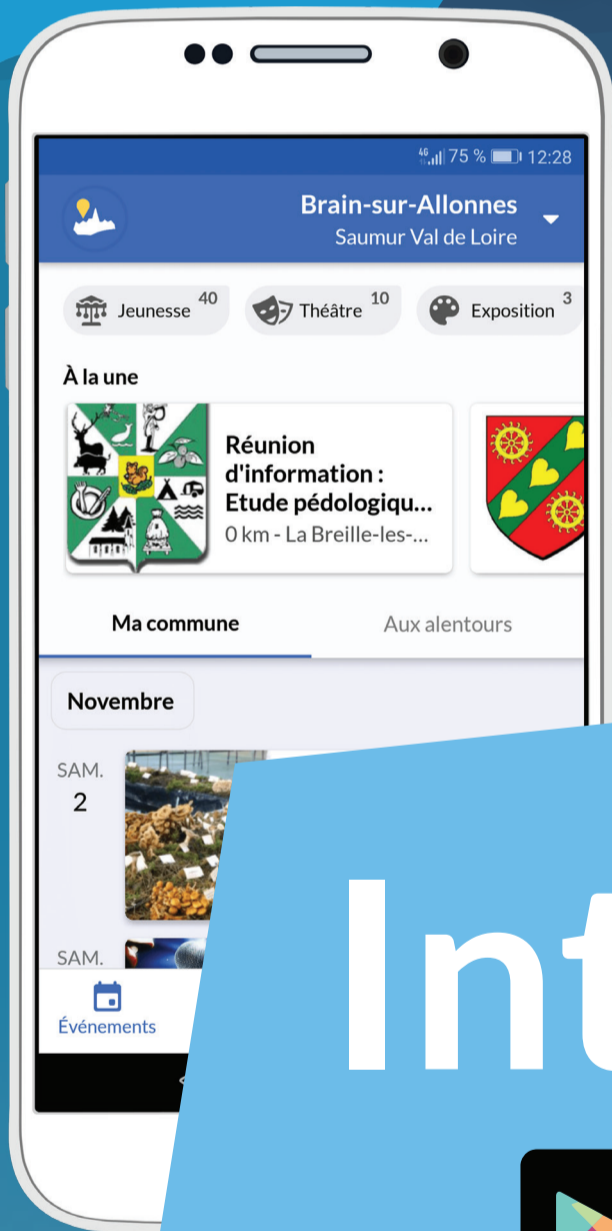 46 75 % 12:28
Brain-sur-Allonnes
Saumur Val de Loire
Jeunesse 40 Théâtre 10 Exposition 3
À la une
Réunion
d'information :
Etude pédologiqu...
0 km - La Breille-les-...
Ma commune Aux alentours
Novembre
SAM.
2
SAM.
Événements
Int